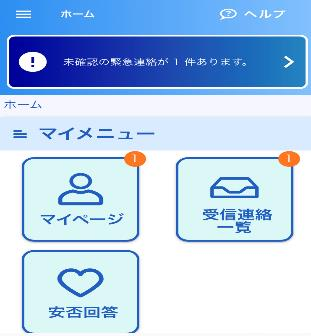 ホーム
ヘルプ
未確認の緊急連絡が 1 件あります。
ホーム
マイメニュー
1
1
マイページ
受信連絡
一覧
安否回答